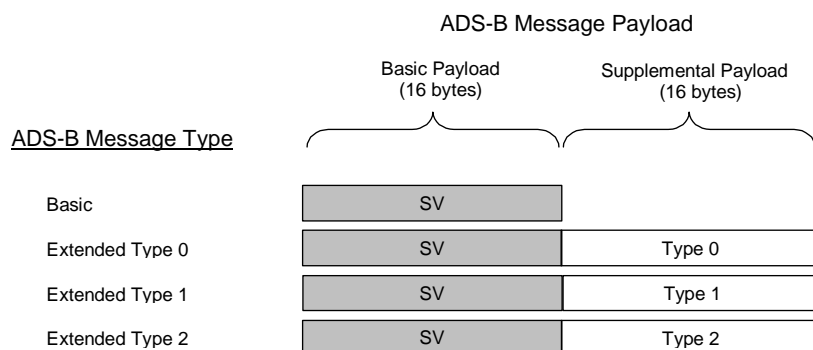 ADS-B Message Payload
Basic Payload
(16 bytes)
Supplemental Payload
(16 bytes)
ADS-B Message Type
Basic
SV
Extended Type 0
SV
Type 0
Extended Type 1
SV
Type 1
Extended Type 2
SV
Type 2